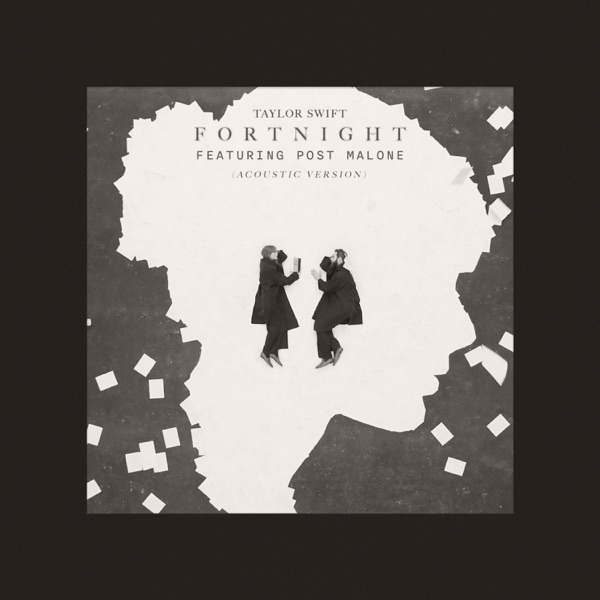 TAYLOR SWIFT
FORTNIGHT
FEATURING POST MALONE
(ACOUSTIC VERSION)